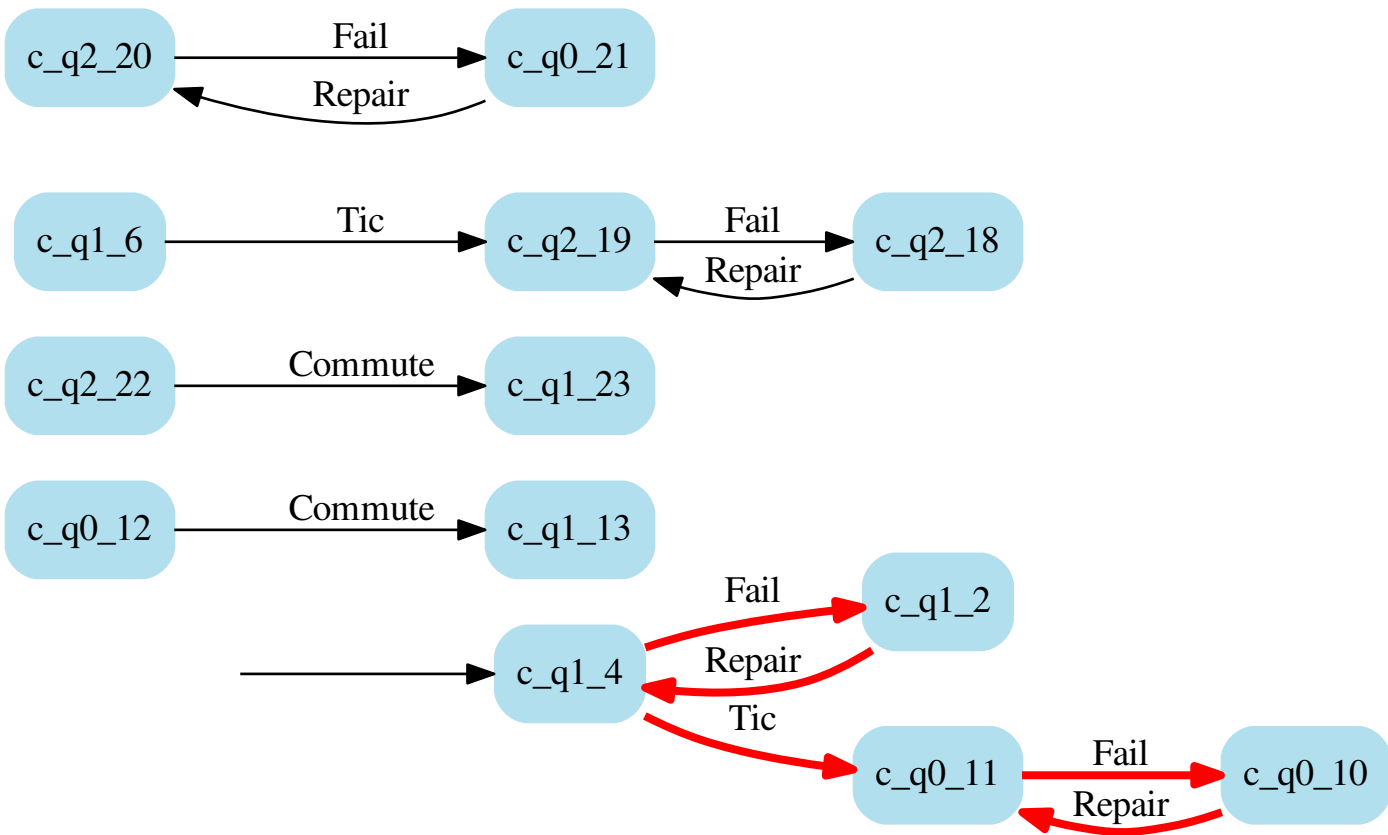 c_q2_20
Fail
c_q0_21
Repair
c_q1_6
Tic
c_q2_19
Fail
c_q2_18
Repair
c_q2_22
Commute
c_q1_23
c_q0_12
Commute
c_q1_13
Fail
c_q1_2
c_q1_4
Repair
Tic
c_q0_11
Fail
c_q0_10
Repair